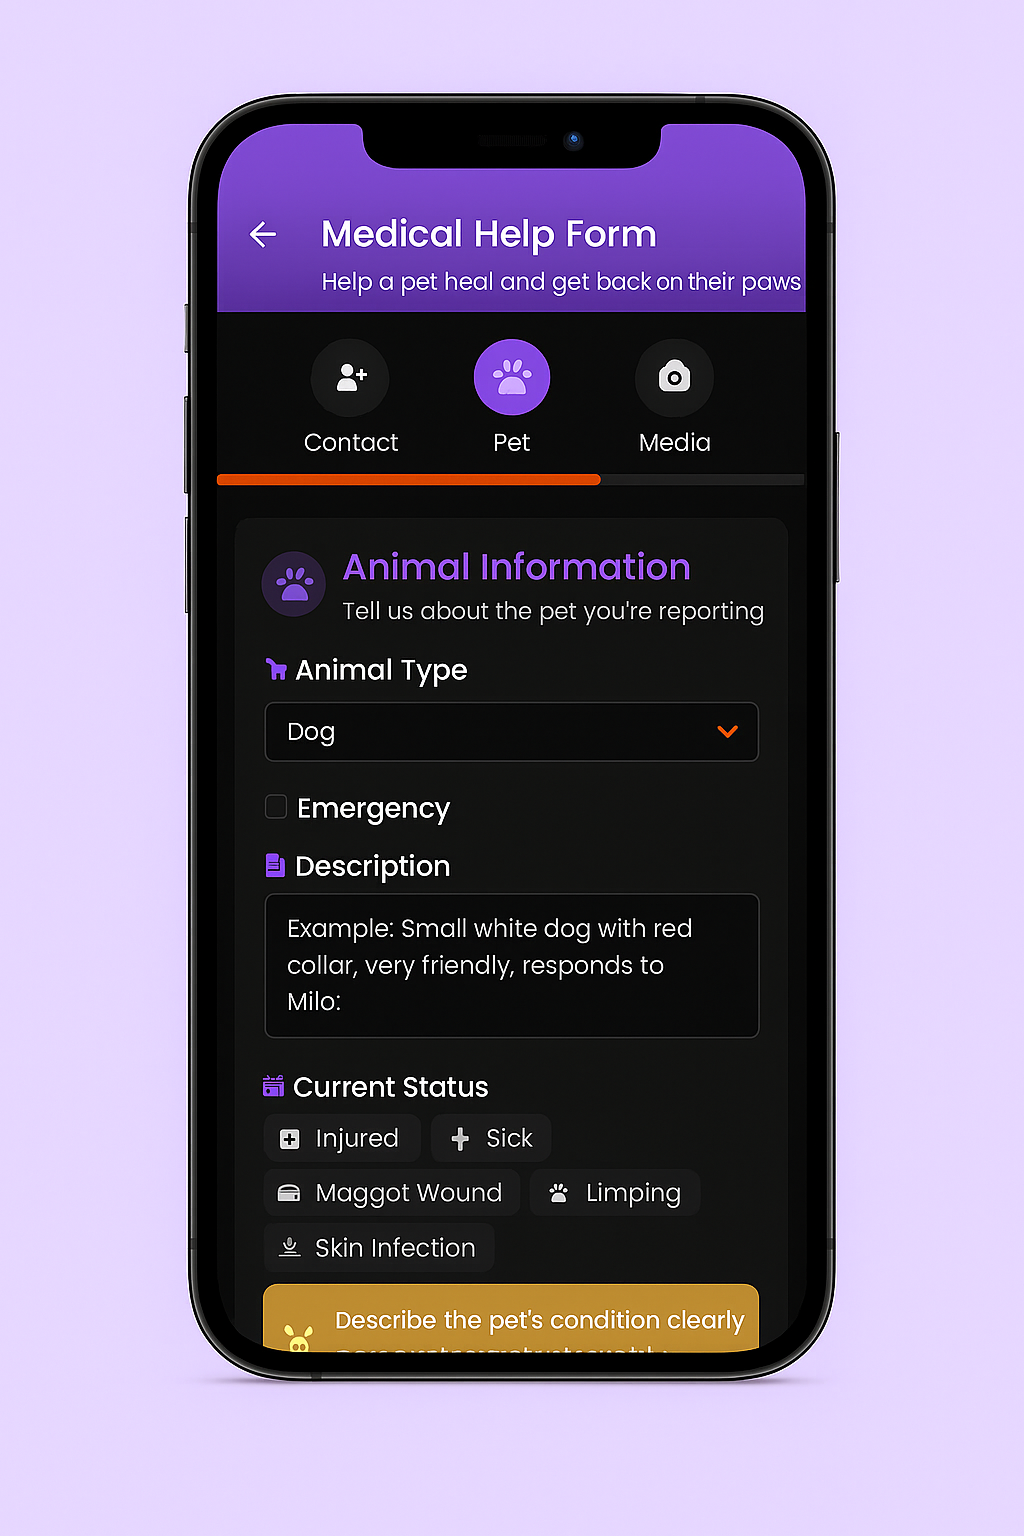 Medical Help Form
Help a pet heal and get back on their paws
Contact
Pet
Media
Animal Information
Tell us about the pet you're reporting
Animal Type
Dog
Emergency
Description
Example: Small white dog with red
collar, very friendly, responds to
Milo:
Current Status
Injured
Sick
Maggot Wound
Limping
Skin Infection
Describe the pet's condition clearly